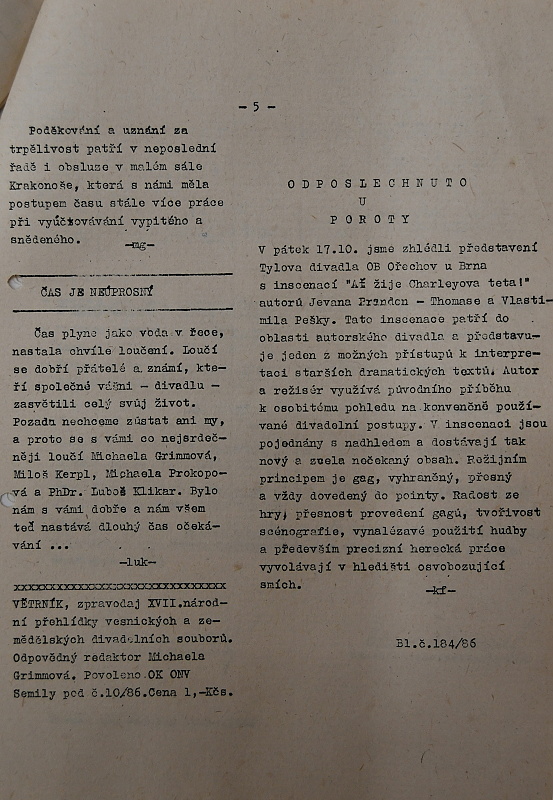 - 5 -
Poděkování a uznání za
trpělivost patří v neposlední
řadě i obsluze v malém sále
Krakonoše, která s námi měla
postupem času stále více práce
při vyúčtovávání vypitého a
snědeného.
-mg-
ČAS JE NEÚPROSNÝ
Čas plyne jako voda v řece,
nastala chvíle loučení. Loučí
se dobří přátelé a známí, kte-
ří společné vášni - divadlu -
zasvětili celý svůj život.
Pozadu nechceme zůstat ani my,
a proto se s vámi co nejsrdeč-
něji loučí Michaela Grimmová,
Miloš Kerpl, Michaela Prokopo-
vá a PhDr. Luboš Klikar. Bylo
nám s vámi dobře a nám všem
teď nastává dlouhý čas očeká-
vání ...
-luk-
xxxxxxxxxxxxxxxxxxxxxxxxxxxxx
VĚTRNÍK, zpravodaj XVII.národ-
ní přehlídky vesnických a ze-
mědělských divadelních souborů.
Odpovědný redaktor Michaela
Grimmová. Povoleno OK ONV
Semily pod č.10/86.Cena 1,-Kčs.
ODPOSLECHNUTO
U
POROTY
V pátek 17.10. jsme zhlédli představení
Tylova divadla OB Ořechov u Brna
s inscenací "Ať žije Charleyova teta!"
autorů Jevana Brandon - Thomase a Vlasti-
mila Pešky. Tato inscenace patří do
oblasti autorského divadla a představu-
je jeden z možných přístupů k interpre-
taci starších dramatických textů. Autor
a režisér využívá původního příběhu
k osobitému pohledu na konvenčně použí-
vané divadelní postupy. V inscenaci jsou
pojednány s nadhledem a dostávají tak
nový a zcela nečekaný obsah. Režijním
principem je gag, vyhraněný, přesný
a vždy dovedený do pointy. Radost ze
hry, přesnost provedení gagů, tvořivost
scénografie, vynalézavé použití hudby
a především precizní herecká práce
vyvolávají v hledišti osvobozující
smích.
-kf-
Bl.č.184/86